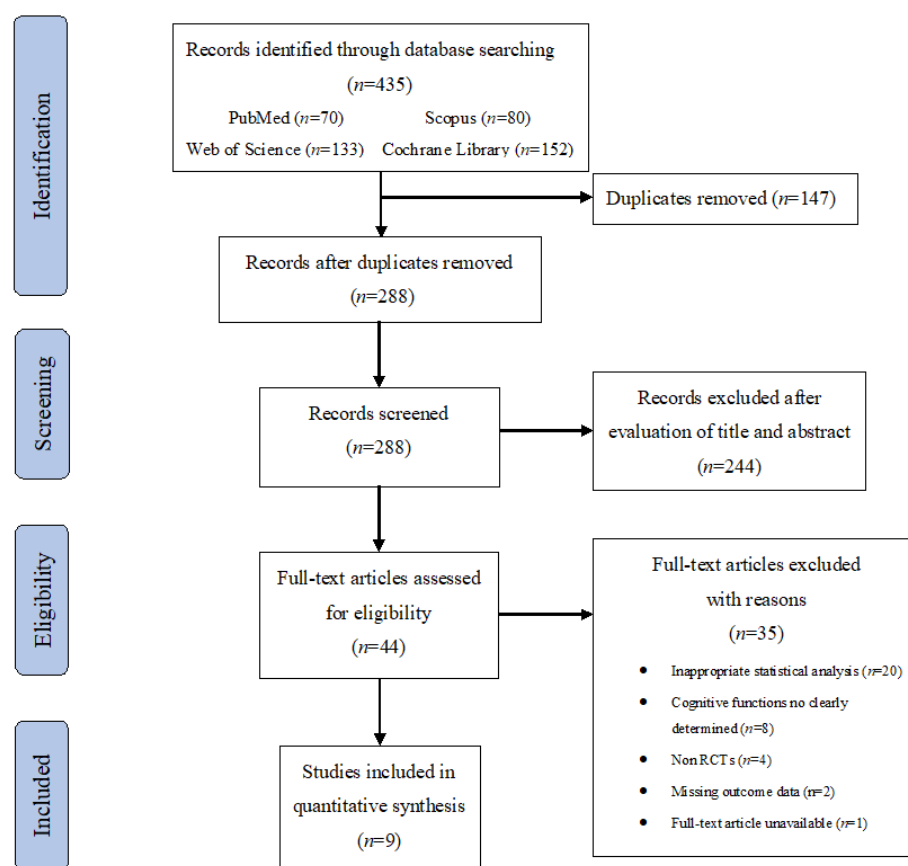 Identification
Records identified through database searching
(n=435)
PubMed (n=70) Scopus (n=80)
Web of Science (n=133) Cochrane Library (n=152)
Duplicates removed (n=147)
Records after duplicates removed
(n=288)
Screening
Records screened
(n=288)
Records excluded after
evaluation of title and abstract
(n=244)
Eligibility
Full-text articles assessed
for eligibility
(n=44)
Full-text articles excluded
with reasons
(n=35)
• Inappropriate statistical analysis (n=20)
• Cognitive functions no clearly
determined (n=8)
• Non RCTs (n=4)
• Missing outcome data (n=2)
• Full-text article unavailable (n=1)
Included
Studies included in
quantitative synthesis
(n=9)